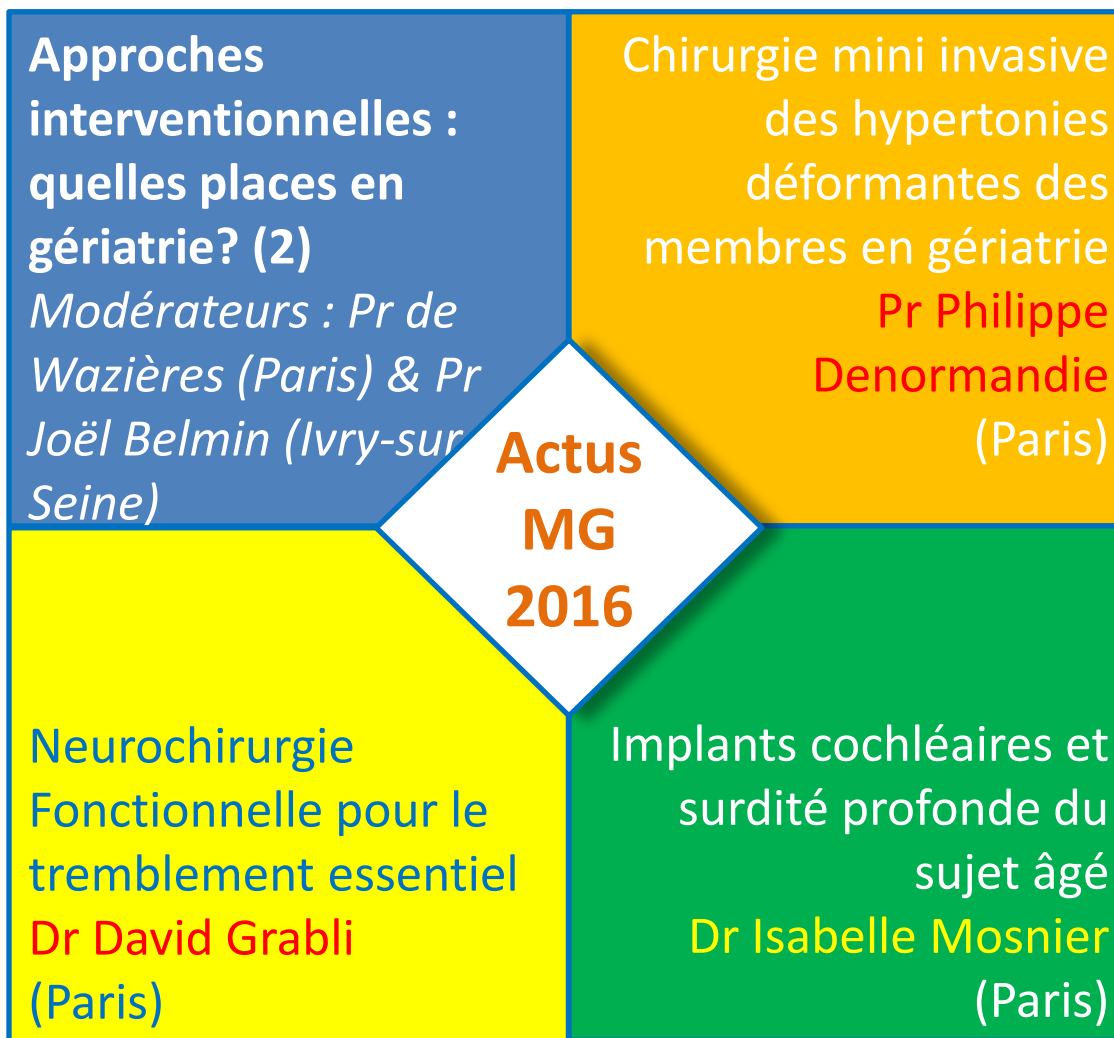 Approches
interventionnelles :
quelles places en
gériatrie? (2)
Modérateurs : Pr de
Wazières (Paris) & Pr
Joël Belmin (Ivry-sur
Seine)
Chirurgie mini invasive
des hypertonies
déformantes des
membres en gériatrie
Pr Philippe
Denormandie
(Paris)
Actus
MG
2016
Neurochirurgie
Fonctionnelle pour le
tremblement essentiel
Dr David Grabli
(Paris)
Implants cochléaires et
surdité profonde du
sujet âgé
Dr Isabelle Mosnier
(Paris)